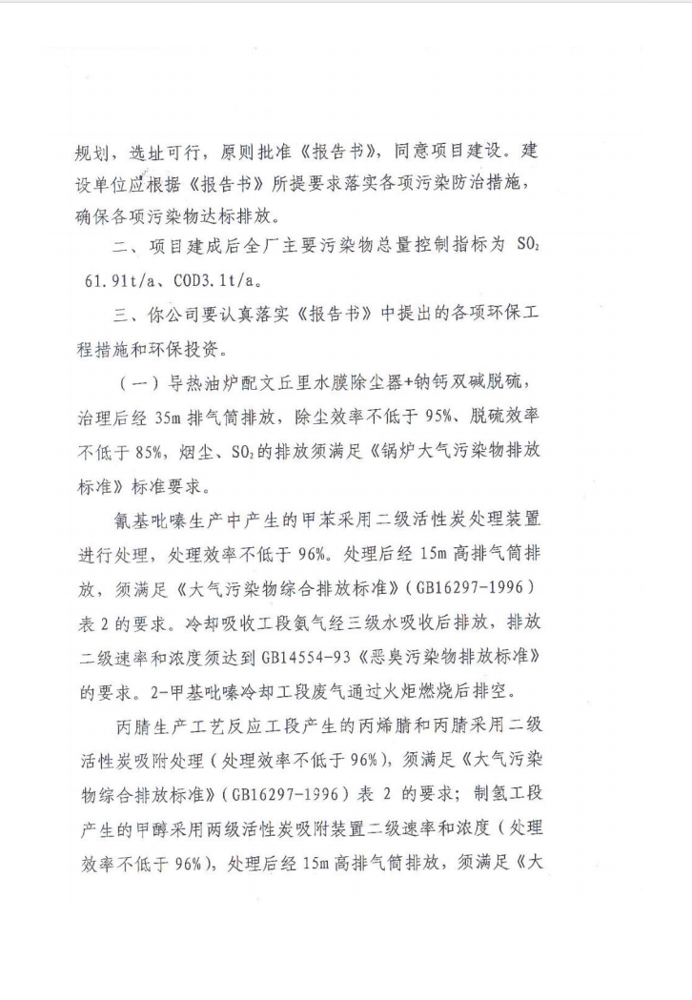 规划，选址可行，原则批准《报告书》，同意项目建设。建
设单位应根据《报告书》所提要求落实各项污染防治措施，
确保各项污染物达标排放。
二、项目建成后全厂主要污染物总量控制指标为 SO₂
61.91t/a、COD3.1t/a。
三、你公司要认真落实《报告书》中提出的各项环保工
程措施和环保投资。
（一）导热油炉配文丘里水膜除尘器+钠钙双碱脱硫，
治理后经 35m 排气筒排放，除尘效率不低于 95%、脱硫效率
不低于 85%，烟尘、SO₂的排放须满足《锅炉大气污染物排放
标准》标准要求。
氰基吡嗪生产中产生的甲苯采用二级活性炭处理装置
进行处理，处理效率不低于 96%。处理后经 15m 高排气筒排
放，须满足《大气污染物综合排放标准》（GB16297-1996）
表 2 的要求。冷却吸收工段氨气经三级水吸收后排放，排放
二级速率和浓度须达到 GB14554-93《恶臭污染物排放标准》
的要求。2-甲基吡嗪冷却工段废气通过火炬燃烧后排空。
丙腈生产工艺反应工段产生的丙烯腈和丙腈采用二级
活性炭吸附处理（处理效率不低于 96%），须满足《大气污染
物综合排放标准》（GB16297-1996）表 2 的要求；制氢工段
产生的甲醇采用两级活性炭吸附装置二级速率和浓度（处理
效率不低于 96%），处理后经 15m 高排气筒排放，须满足《大